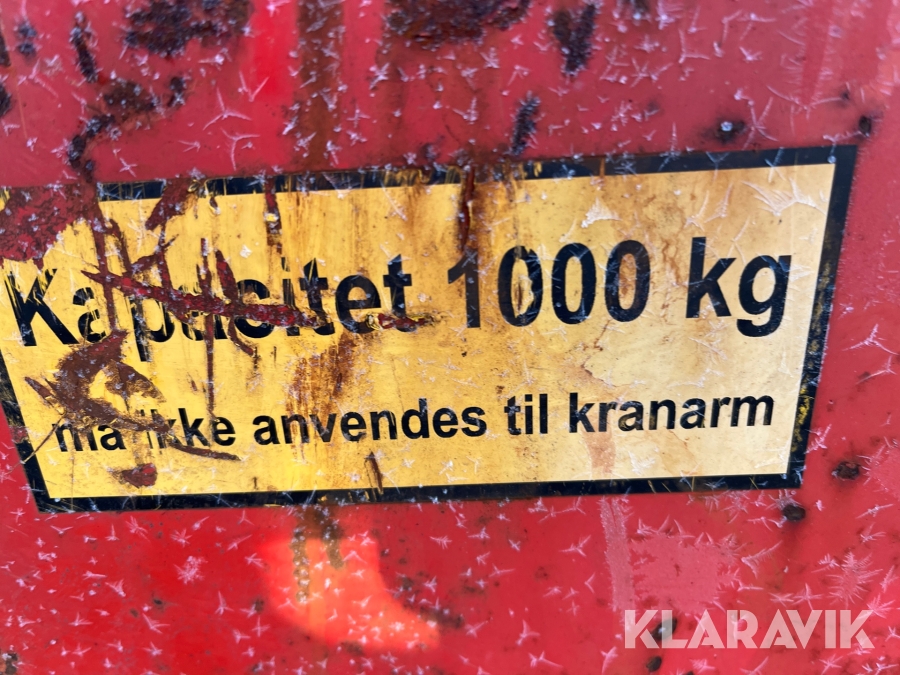 Kapacitet 1000 kg
må ikke anvendes til kranarm
KLARAVIK